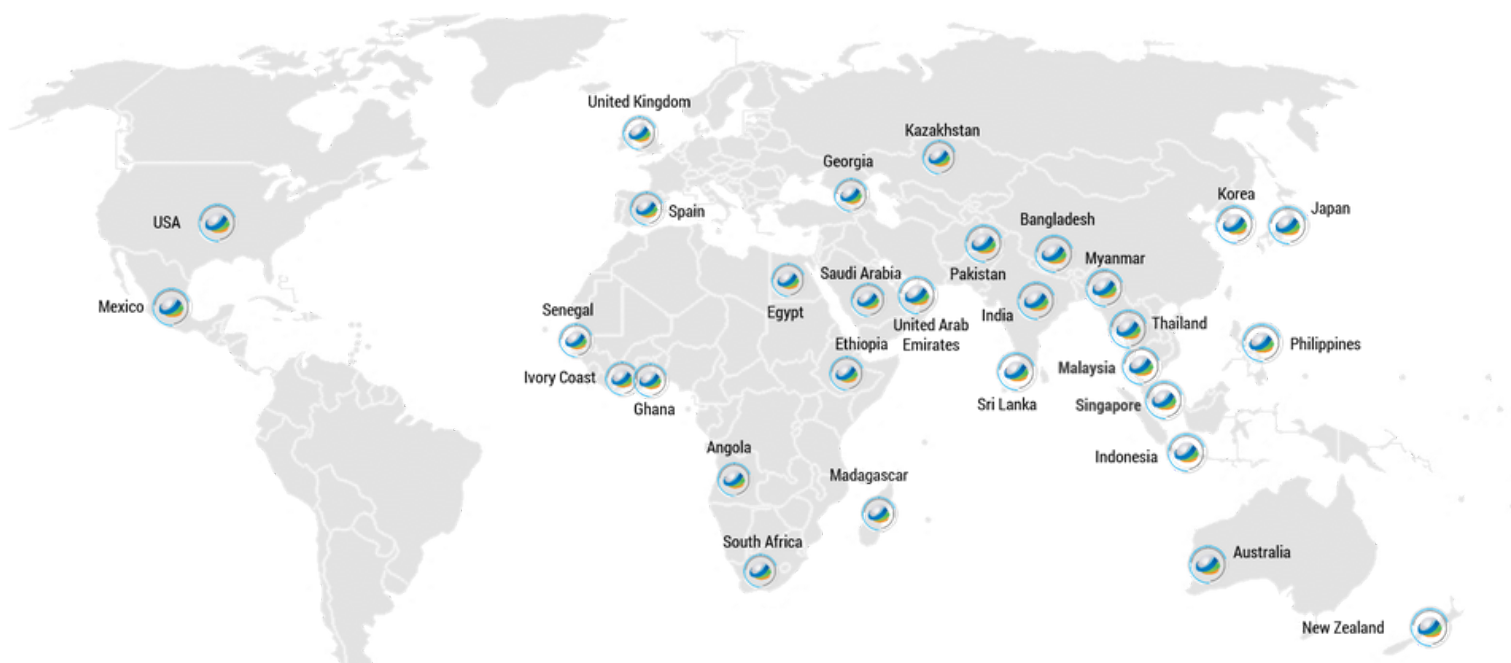 United Kingdom
Kazakhstan
Georgia
USA
Spain
Korea
Japan
Bangladesh
Pakistan
Myanmar
Mexico
Senegal
Egypt
Saudi Arabia
United Arab
Emirates
India
Thailand
Ethiopia
Philippines
Ivory Coast
Ghana
Malaysia
Sri Lanka
Singapore
Angola
Indonesia
Madagascar
South Africa
Australia
New Zealand